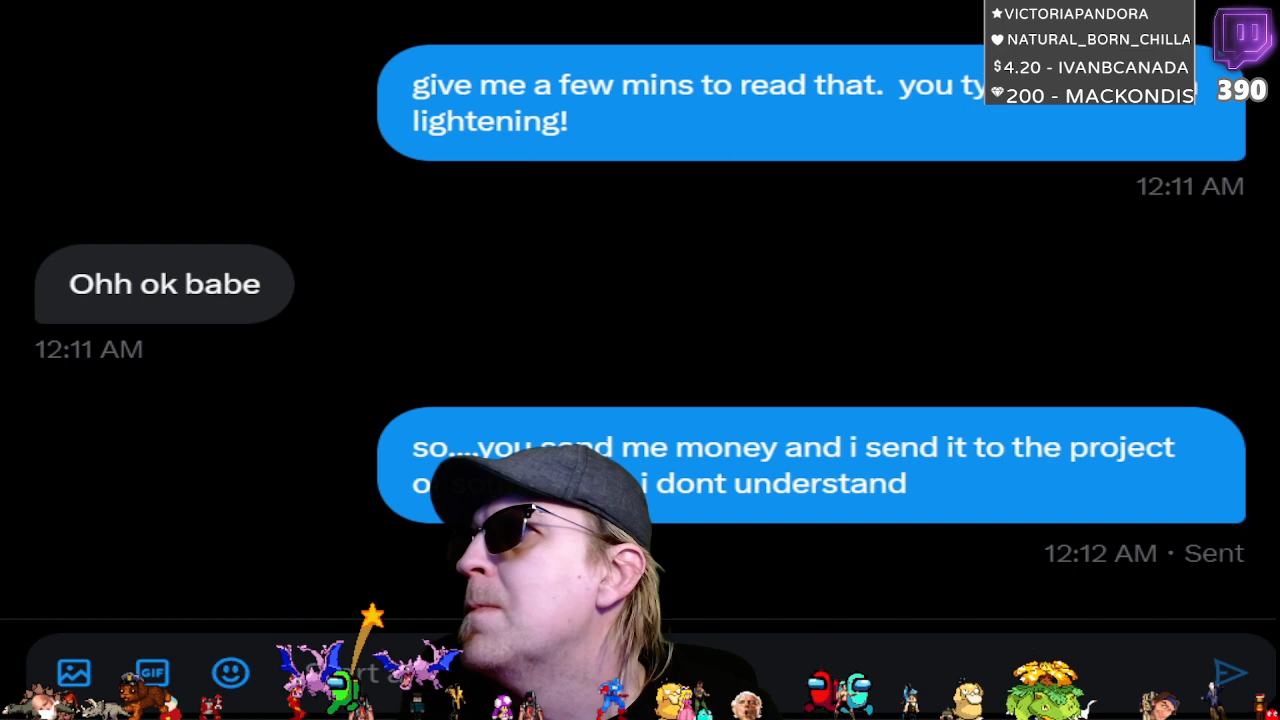 ★VICTORIAPANDORA
♥ NATURAL_BORN_CHILLA
$4.20 - IVANBCANADA
200 - MACKONDIS
390
give me a few mins to read that. you
lightening!
12:11 AM
Ohh ok babe
12:11 AM
so....you send me money and i send it to the project
i dont understand
12:12 AM · Sent
GIF